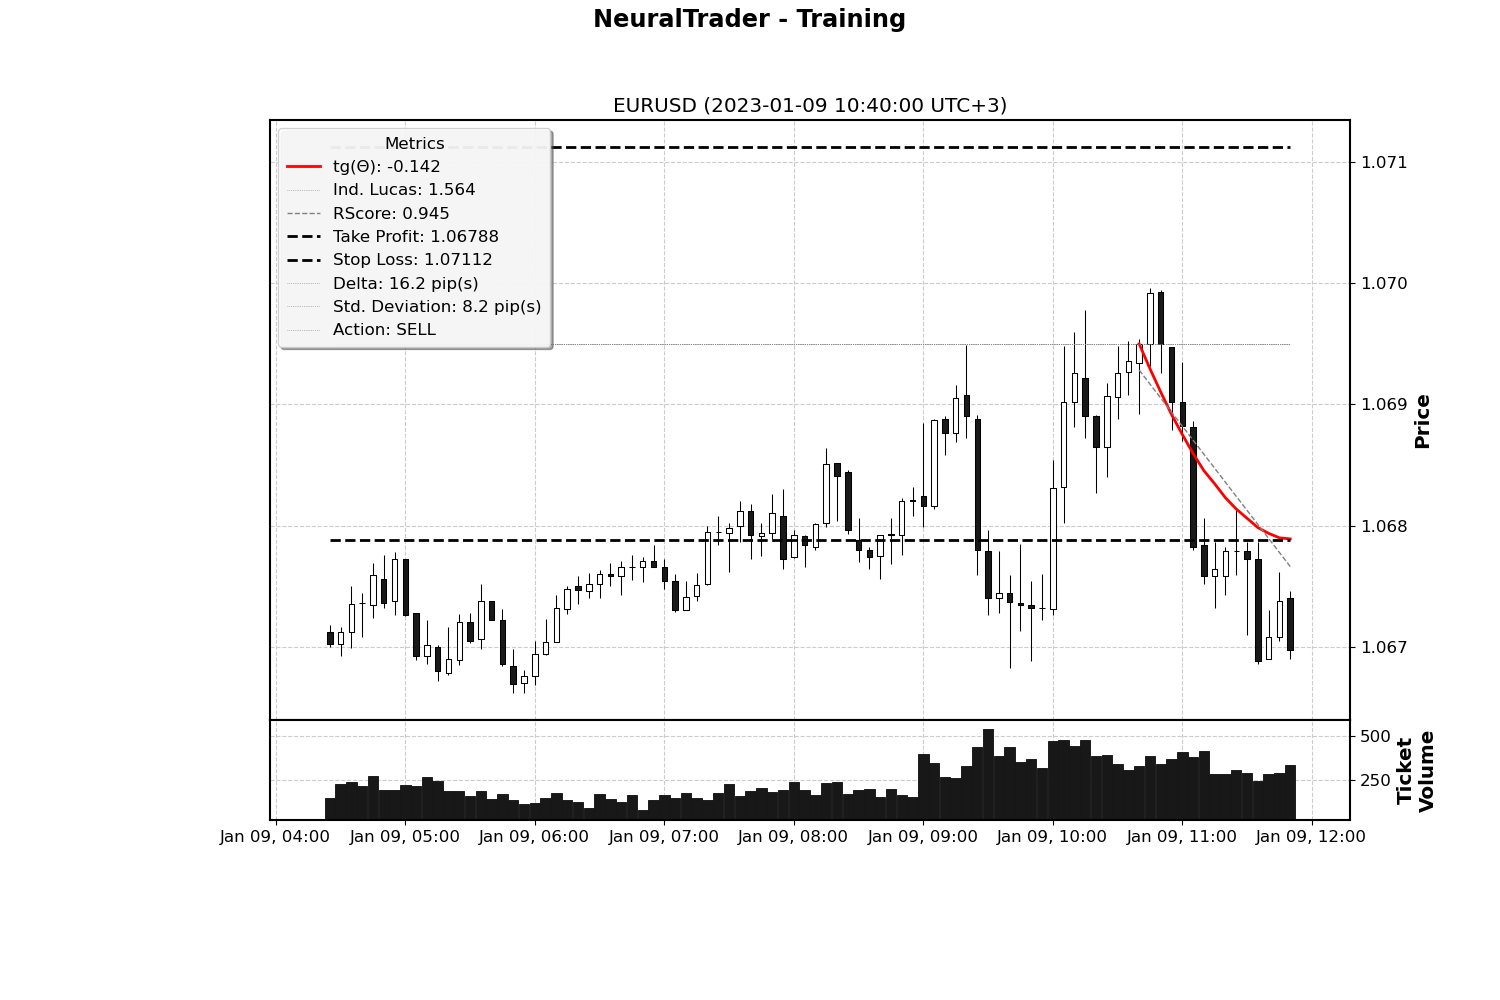 NeuralTrader - Training
EURUSD (2023-01-09 10:40:00 UTC+3)
Metrics
tg(Θ): -0.142
Ind. Lucas: 1.564
RScore: 0.945
Take Profit: 1.06788
Stop Loss: 1.07112
Delta: 16.2 pip(s)
Std. Deviation: 8.2 pip(s)
Action: SELL
1.071
1.070
1.069
1.068
1.067
Price
500
250
Ticket
Volume
Jan 09, 04:00 Jan 09, 05:00 Jan 09, 06:00 Jan 09, 07:00 Jan 09, 08:00 Jan 09, 09:00 Jan 09, 10:00 Jan 09, 11:00 Jan 09, 12:00